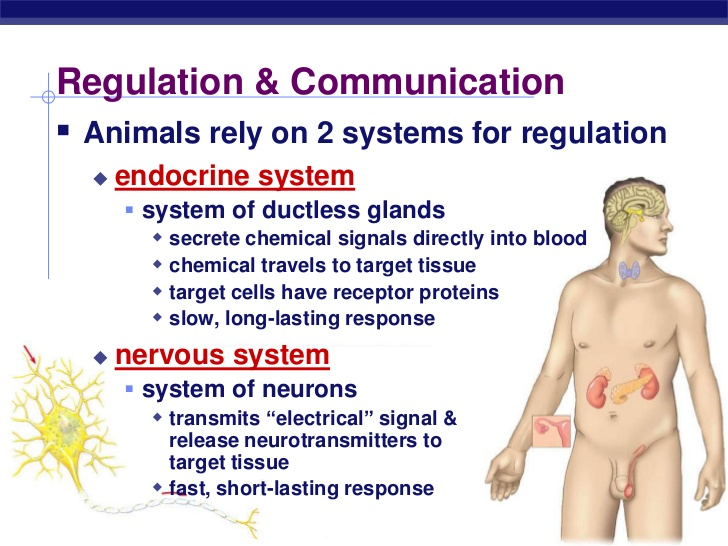 Regulation & Communication
▪ Animals rely on 2 systems for regulation
◆ endocrine system
▪ system of ductless glands
◆ secrete chemical signals directly into blood
◆ chemical travels to target tissue
◆ target cells have receptor proteins
◆ slow, long-lasting response
◆ nervous system
▪ system of neurons
◆ transmits “electrical” signal &
release neurotransmitters to
target tissue
◆ fast, short-lasting response